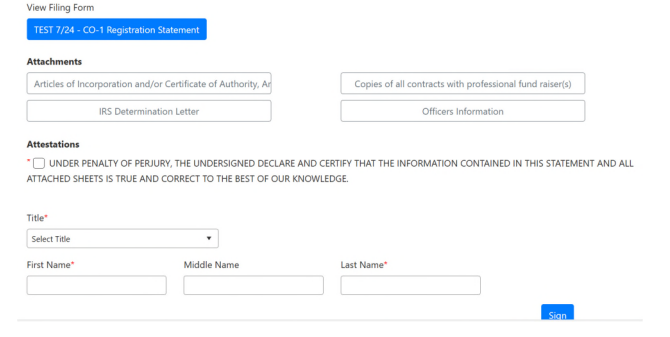 View Filing Form
TEST 7/24 - CO-1 Registration Statement
Attachments
Articles of Incorporation and/or Certificate of Authority, Ar
Copies of all contracts with professional fund raiser(s)
IRS Determination Letter
Officers Information
Attestations
* UNDER PENALTY OF PERJURY, THE UNDERSIGNED DECLARE AND CERTIFY THAT THE INFORMATION CONTAINED IN THIS STATEMENT AND ALL
ATTACHED SHEETS IS TRUE AND CORRECT TO THE BEST OF OUR KNOWLEDGE.
Title*
Select Title
First Name*
Middle Name
Last Name*
Sign